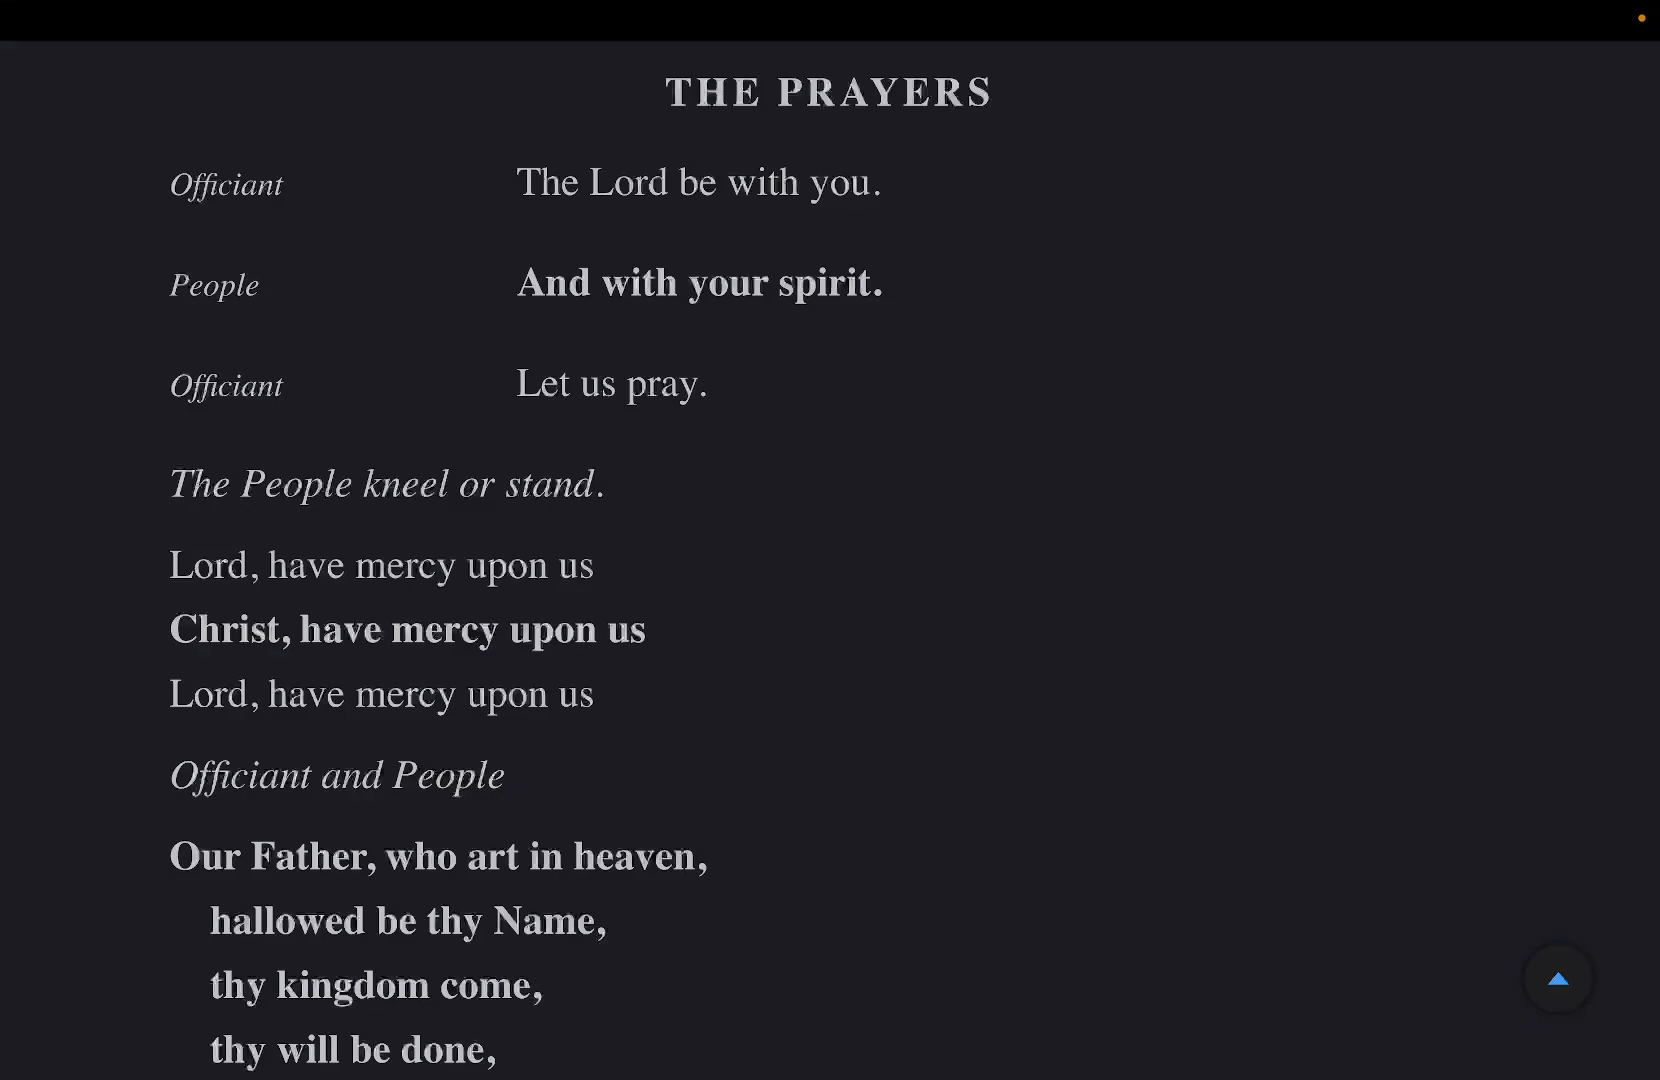 THE PRAYERS
Officiant The Lord be with you.
People And with your spirit.
Officiant Let us pray.
The People kneel or stand.
Lord, have mercy upon us
Christ, have mercy upon us
Lord, have mercy upon us
Officiant and People
Our Father, who art in heaven,
hallowed be thy Name,
thy kingdom come,
thy will be done,